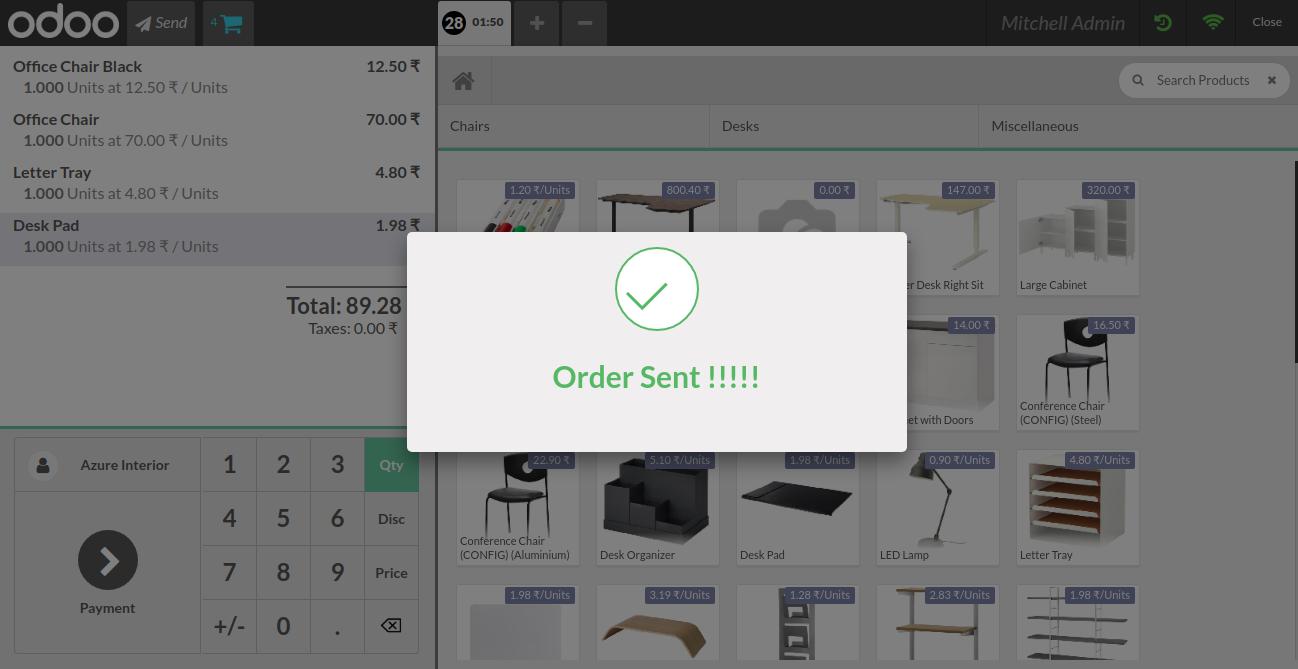 odoo
Send
4
28 01:50
Mitchell Admin
Close
Office Chair Black 12.50 ₹
1.000 Units at 12.50 ₹ / Units
Office Chair 70.00 ₹
1.000 Units at 70.00 ₹ / Units
Letter Tray 4.80 ₹
1.000 Units at 4.80 ₹ / Units
Desk Pad 1.98 ₹
1.000 Units at 1.98 ₹ / Units
Total: 89.28
Taxes: 0.00 ₹
Azure Interior
Payment
1 2 3 Qty
4 5 6 Disc
7 8 9 Price
+/- 0 .
Search Products
Chairs Desks Miscellaneous
1.20 ₹/Units 800.40 ₹ 0.00 ₹ 147.00 ₹ 320.00 ₹
er Desk Right Sit Large Cabinet
14.00 ₹ 16.50 ₹
et with Doors
Conference Chair
(CONFIG) (Steel)
Order Sent !!!!!
22.90 ₹ 5.10 ₹/Units 1.98 ₹/Units 0.90 ₹/Units 4.80 ₹/Units
Conference Chair
(CONFIG) (Aluminium) Desk Organizer Desk Pad LED Lamp Letter Tray
1.98 ₹/Units 3.19 ₹/Units 1.28 ₹/Units 2.83 ₹/Units 1.98 ₹/Units